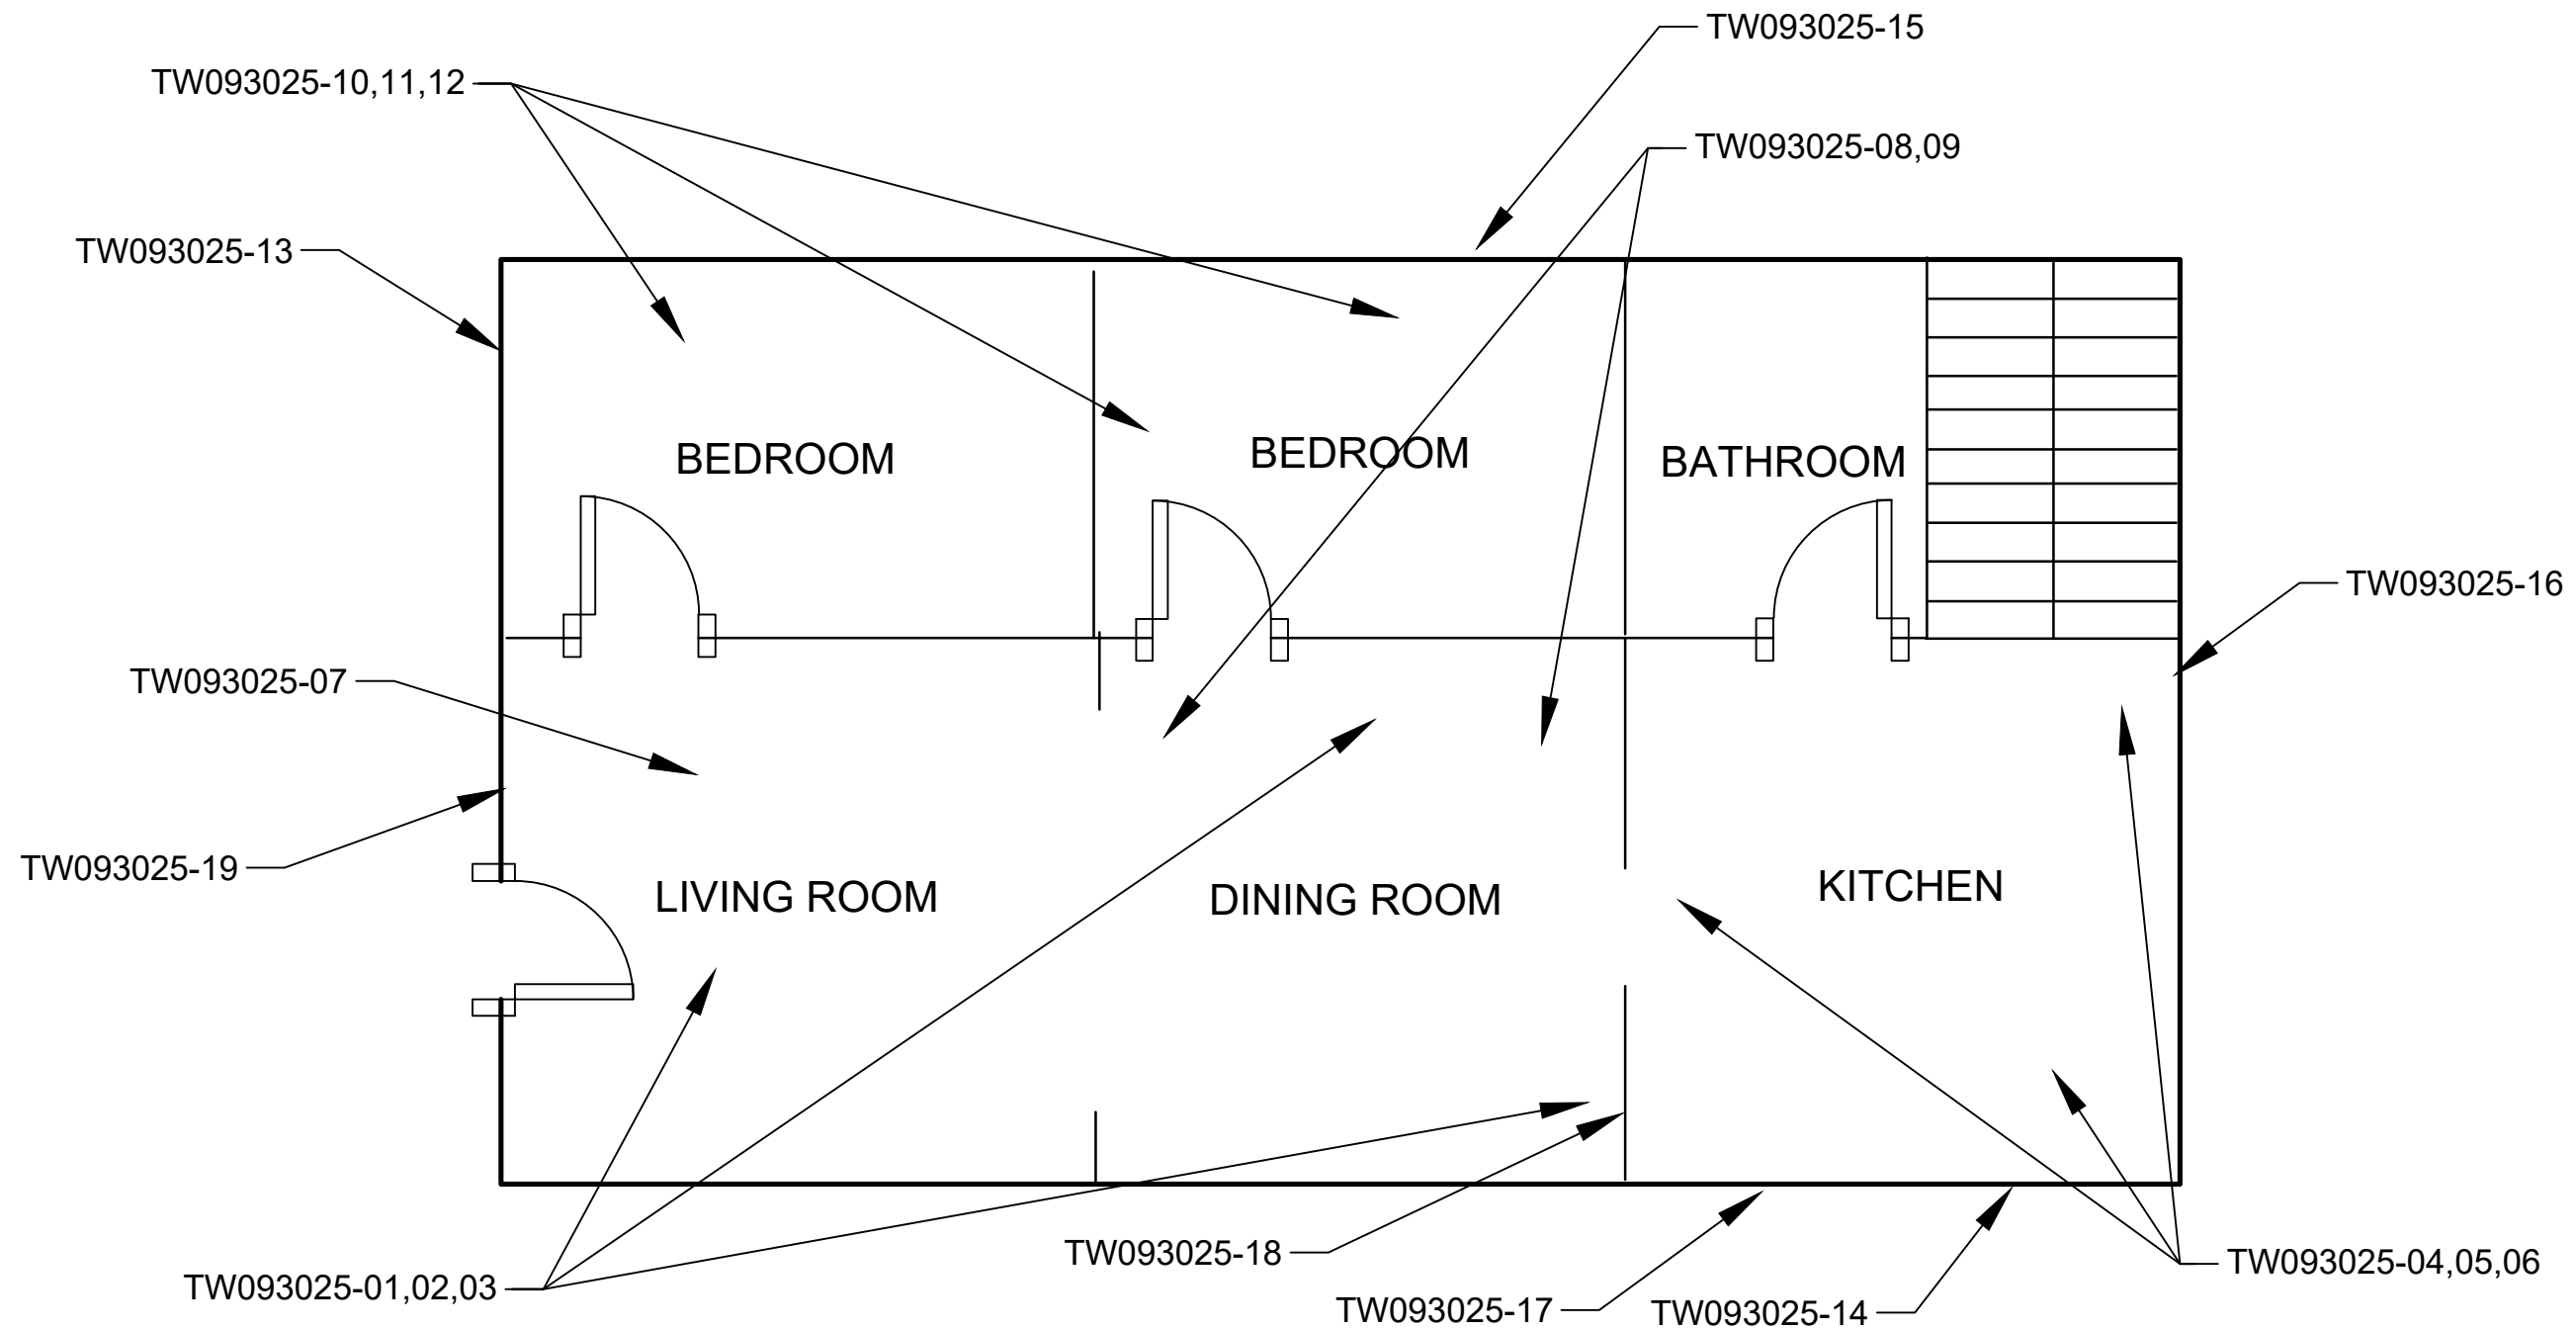 TW093025-15
TW093025-10,11,12
TW093025-08,09
TW093025-13
BEDROOM
BEDROOM
BATHROOM
TW093025-16
TW093025-07
TW093025-19
LIVING ROOM
DINING ROOM
KITCHEN
TW093025-18
TW093025-04,05,06
TW093025-01,02,03
TW093025-17
TW093025-14